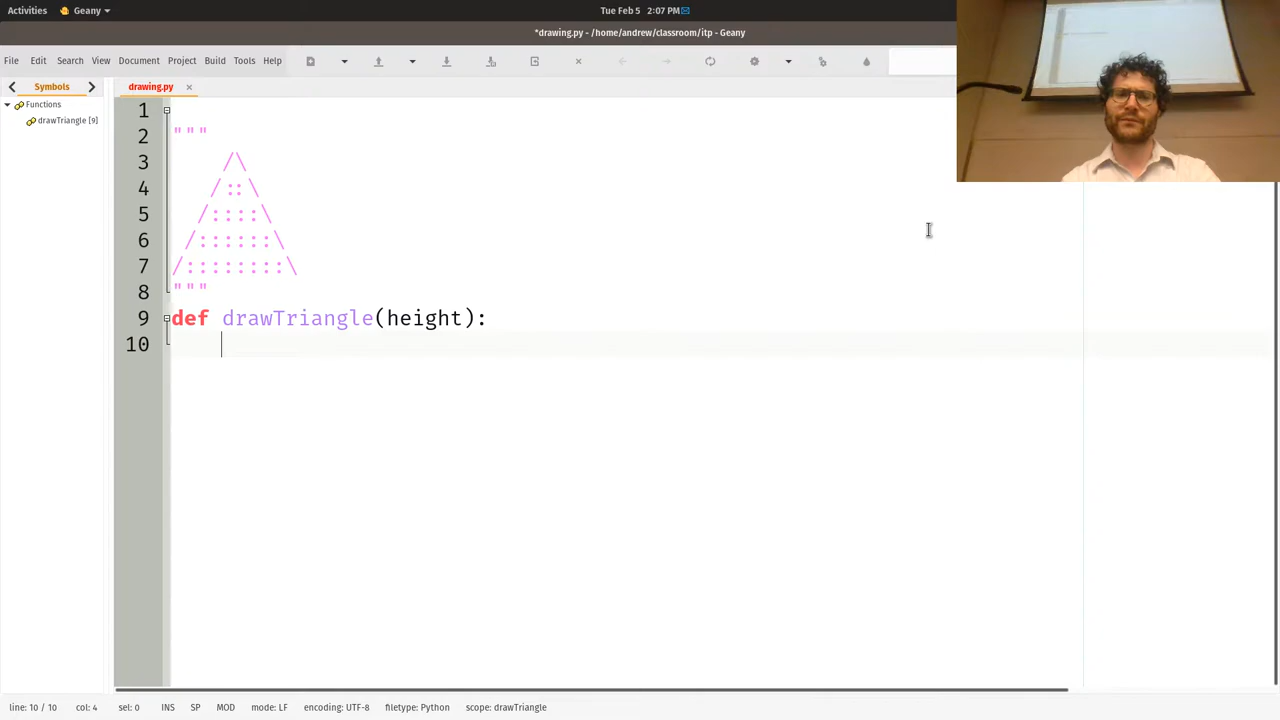 Activities Geany Tue Feb 5 2:07 PM
*drawing.py - /home/andrew/classroom/itp - Geany
File Edit Search View Document Project Build Tools Help
Symbols drawing.py
Functions
drawTriangle [9]
1
2 """
3     /\
4    /::\
5   /::::\
6  /::::::\
7 /::::::::\
8 """
9 def drawTriangle(height):
10
line: 10 / 10 col: 4 sel: 0 INS SP MOD mode: LF encoding: UTF-8 filetype: Python scope: drawTriangle